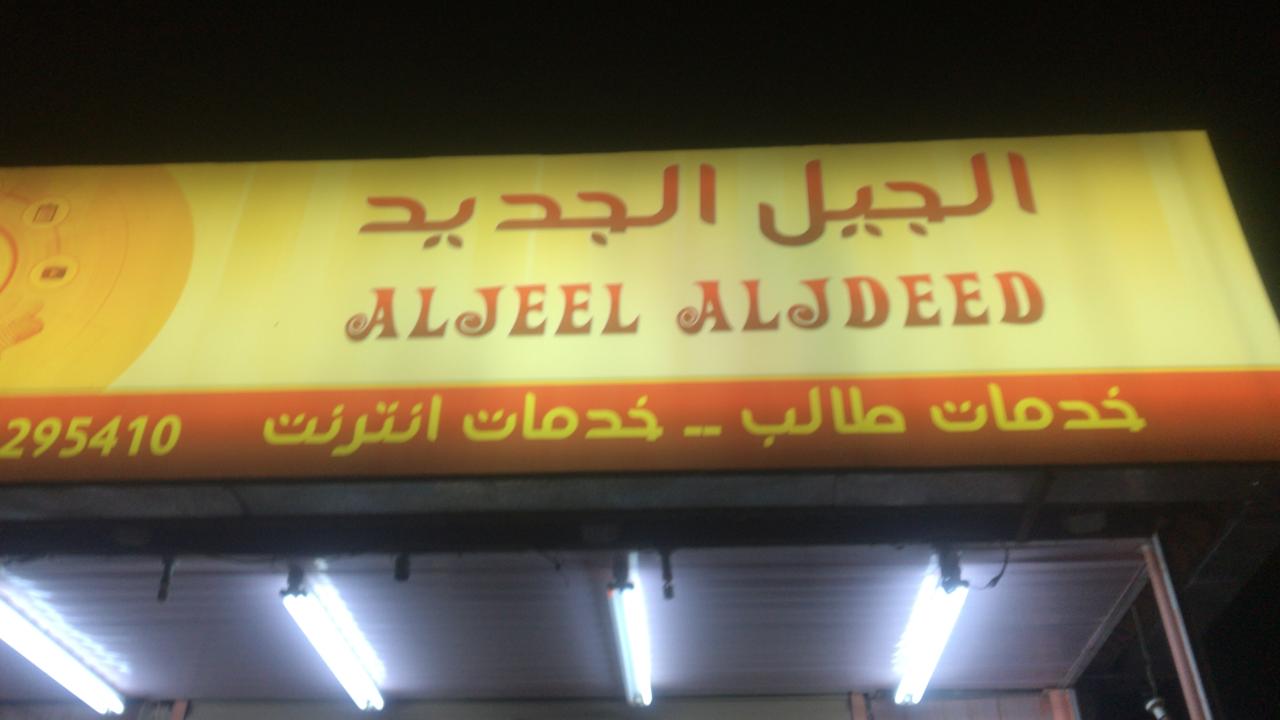 الجيل الجديد
ALJEEL ALJDEED
خدمات طالب -- خدمات انترنت 295410